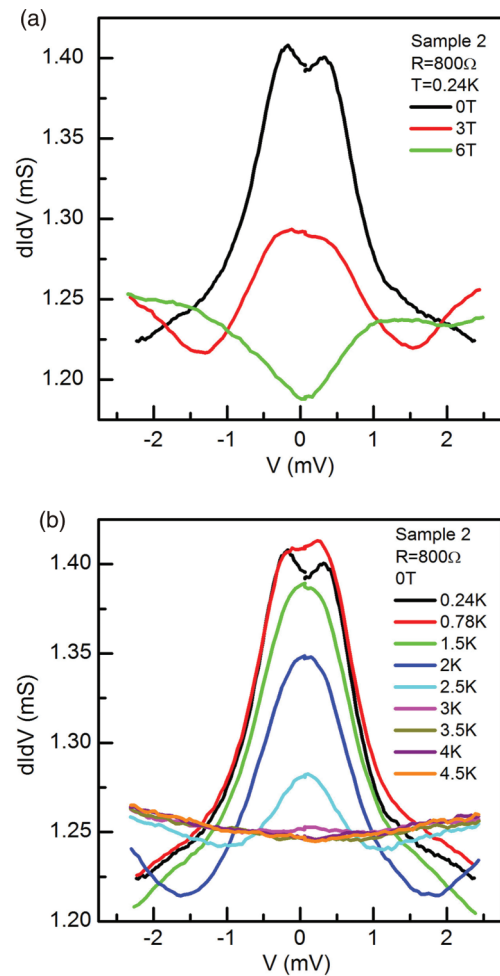 (a)
Sample 2
R=800Ω
T=0.24K
0T
3T
6T
1.40
1.35
1.30
1.25
1.20
dIdV (mS)
-2 -1 0 1 2
V (mV)
(b)
Sample 2
R=800Ω
0T
0.24K
0.78K
1.5K
2K
2.5K
3K
3.5K
4K
4.5K
1.40
1.35
1.30
1.25
1.20
dIdV (mS)
-2 -1 0 1 2
V (mV)